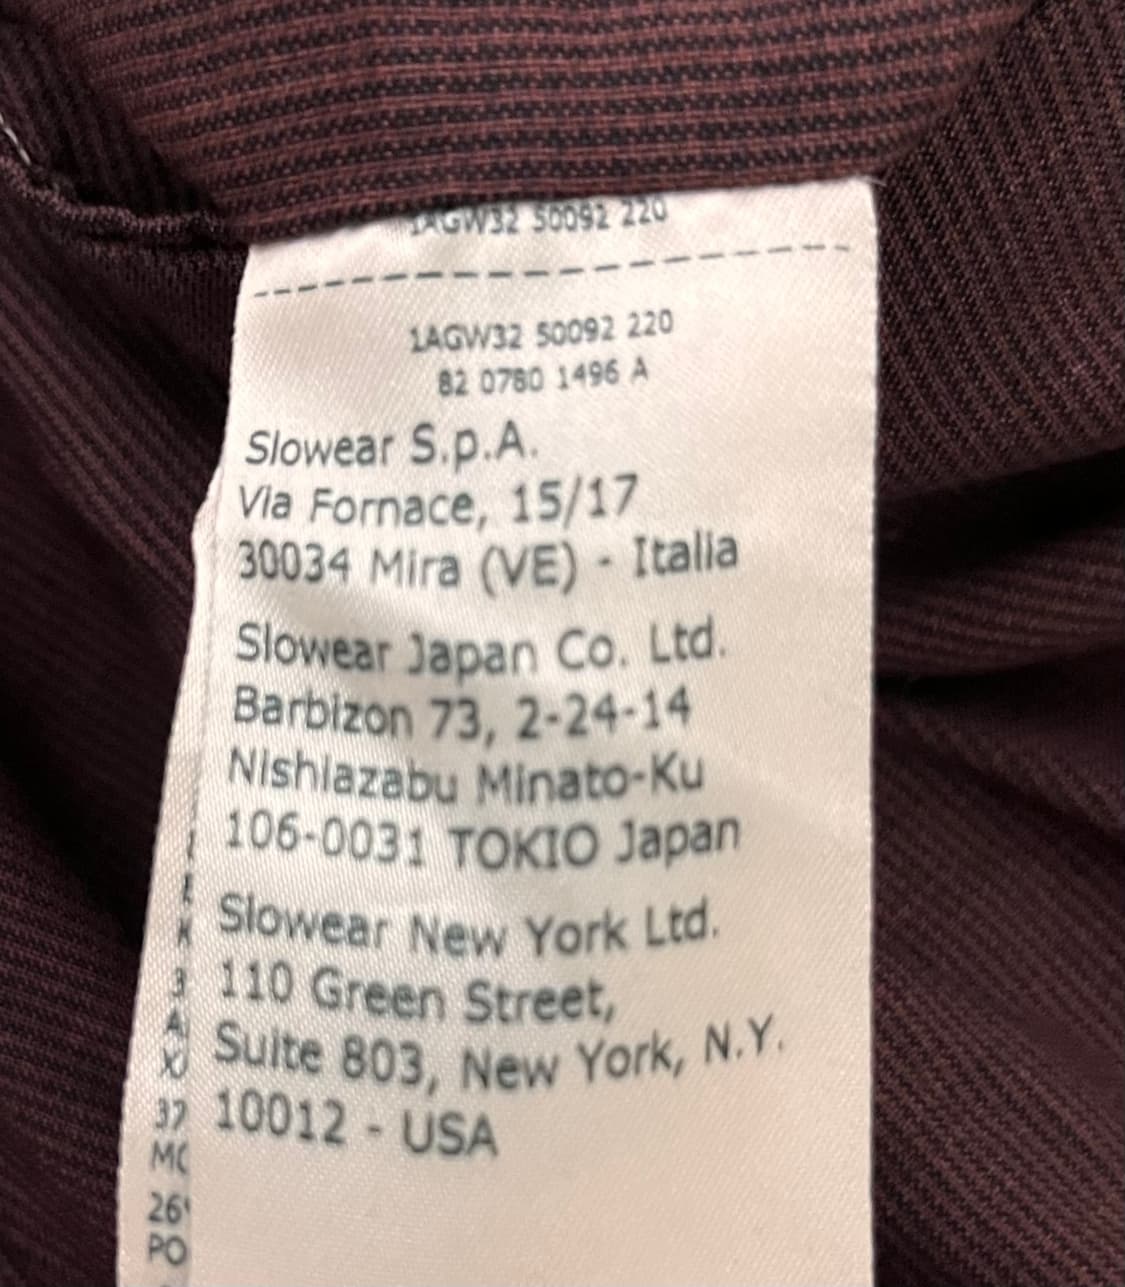 1AGW32 S0092 220
1AGW32 S0092 220
82 0780 1496 A
Slowear S.p.A.
Via Fornace, 15/17
30034 Mira (VE) - Italia
Slowear Japan Co. Ltd.
Barbizon 73, 2-24-14
Nishiazabu Minato-Ku
106-0031 TOKIO Japan
Slowear New York Ltd.
110 Green Street,
Suite 803, New York, N.Y.
10012 - USA